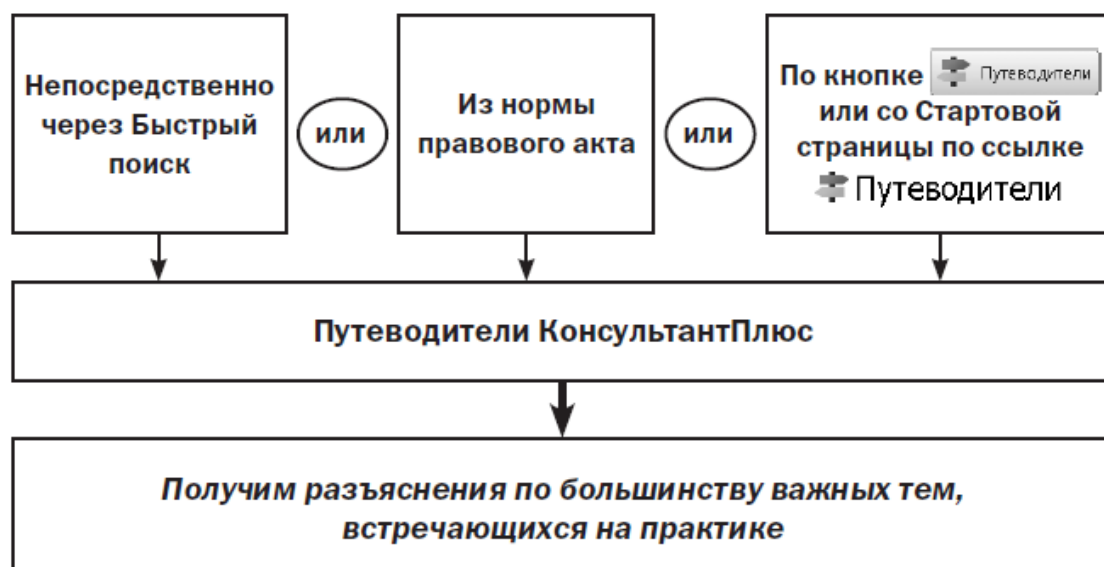 Непосредственно
через Быстрый
поиск
или
Из нормы
правового акта
или
По кнопке Путеводители
или со Стартовой
страницы по ссылке
Путеводители
Путеводители КонсультантПлюс
Получим разъяснения по большинству важных тем,
встречающихся на практике